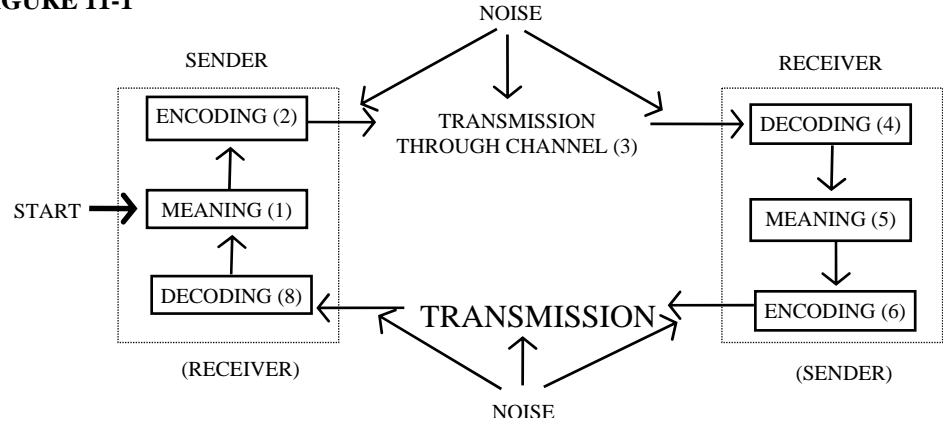 FIGURE 11-1
NOISE
SENDER
RECEIVER
ENCODING (2)
TRANSMISSION
THROUGH CHANNEL (3)
DECODING (4)
START
MEANING (1)
MEANING (5)
DECODING (8)
TRANSMISSION
ENCODING (6)
(RECEIVER)
(SENDER)
NOISE